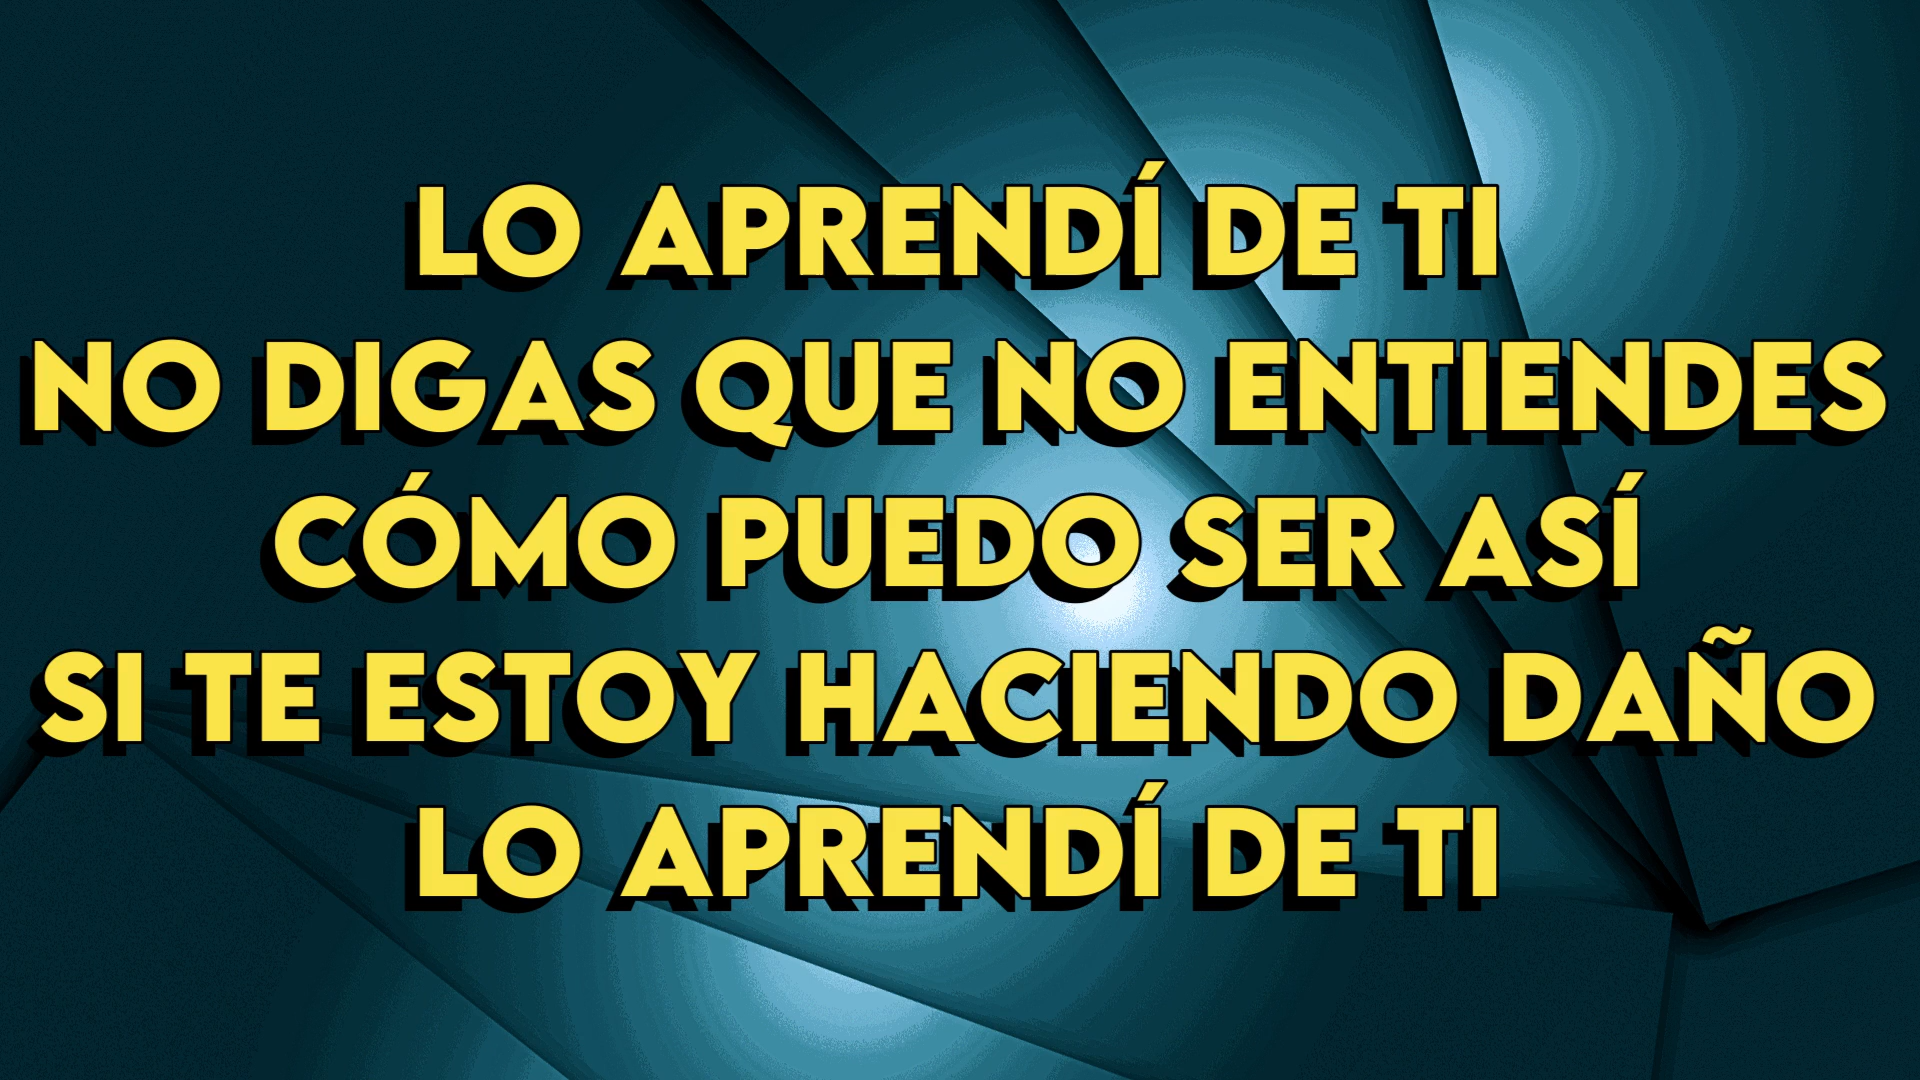 LO APRENDÍ DE TI
NO DIGAS QUE NO ENTIENDES
CÓMO PUEDO SER ASÍ
SI TE ESTOY HACIENDO DAÑO
LO APRENDÍ DE TI